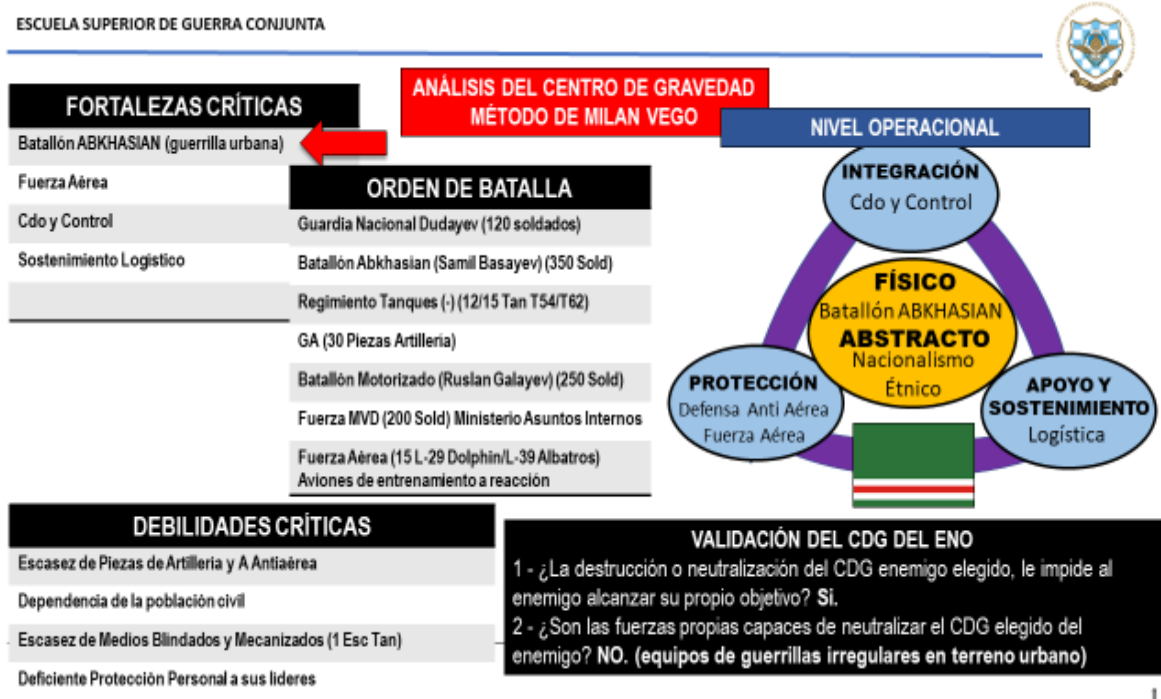 ESCUELA SUPERIOR DE GUERRA CONJUNTA
ANÁLISIS DEL CENTRO DE GRAVEDAD
MÉTODO DE MILAN VEGO
FORTALEZAS CRÍTICAS
Batallón ABKHASIAN (guerrilla urbana)
Fuerza Aérea
Cdo y Control
Sostenimiento Logístico
ORDEN DE BATALLA
Guardia Nacional Dudayev (120 soldados)
Batallón Abkhasian (Samil Basayev) (350 Sold)
Regimiento Tanques (-) (12/15 Tan T54/T62)
GA (30 Piezas Artillería)
Batallón Motorizado (Ruslan Galayev) (250 Sold)
Fuerza MVD (200 Sold) Ministerio Asuntos Internos
Fuerza Aérea (15 L-29 Dolphin/L-39 Albatros)
Aviones de entrenamiento a reacción
NIVEL OPERACIONAL
INTEGRACIÓN
Cdo y Control
FÍSICO
Batallón ABKHASIAN
ABSTRACTO
Nacionalismo
Étnico
PROTECCIÓN
Defensa Anti Aérea
Fuerza Aérea
APOYO Y
SOSTENIMIENTO
Logística
DEBILIDADES CRÍTICAS
Escasez de Piezas de Artillería y A Antiaérea
Dependencia de la población civil
Escasez de Medios Blindados y Mecanizados (1 Esc Tan)
Deficiente Protección Personal a sus lideres
VALIDACIÓN DEL CDG DEL ENO
1 - ¿La destrucción o neutralización del CDG enemigo elegido, le impide al
enemigo alcanzar su propio objetivo? Si.
2 - ¿Son las fuerzas propias capaces de neutralizar el CDG elegido del
enemigo? NO. (equipos de guerrillas irregulares en terreno urbano)